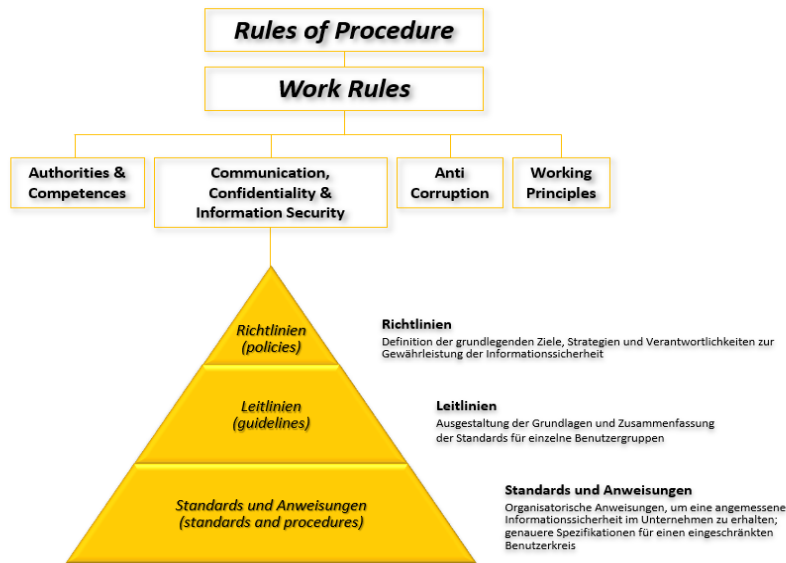 Rules of Procedure
Work Rules
Authorities &
Competences
Communication,
Confidentiality &
Information Security
Anti
Corruption
Working
Principles
Richtlinien
(policies)
Richtlinien
Definition der grundlegenden Ziele, Strategien und Verantwortlichkeiten zur
Gewährleistung der Informationssicherheit
Leitlinien
(guidelines)
Leitlinien
Ausgestaltung der Grundlagen und Zusammenfassung
der Standards für einzelne Benutzergruppen
Standards und Anweisungen
(standards and procedures)
Standards und Anweisungen
Organisatorische Anweisungen, um eine angemessene
Informationssicherheit im Unternehmen zu erhalten;
genauere Spezifikationen für einen eingeschränkten
Benutzerkreis